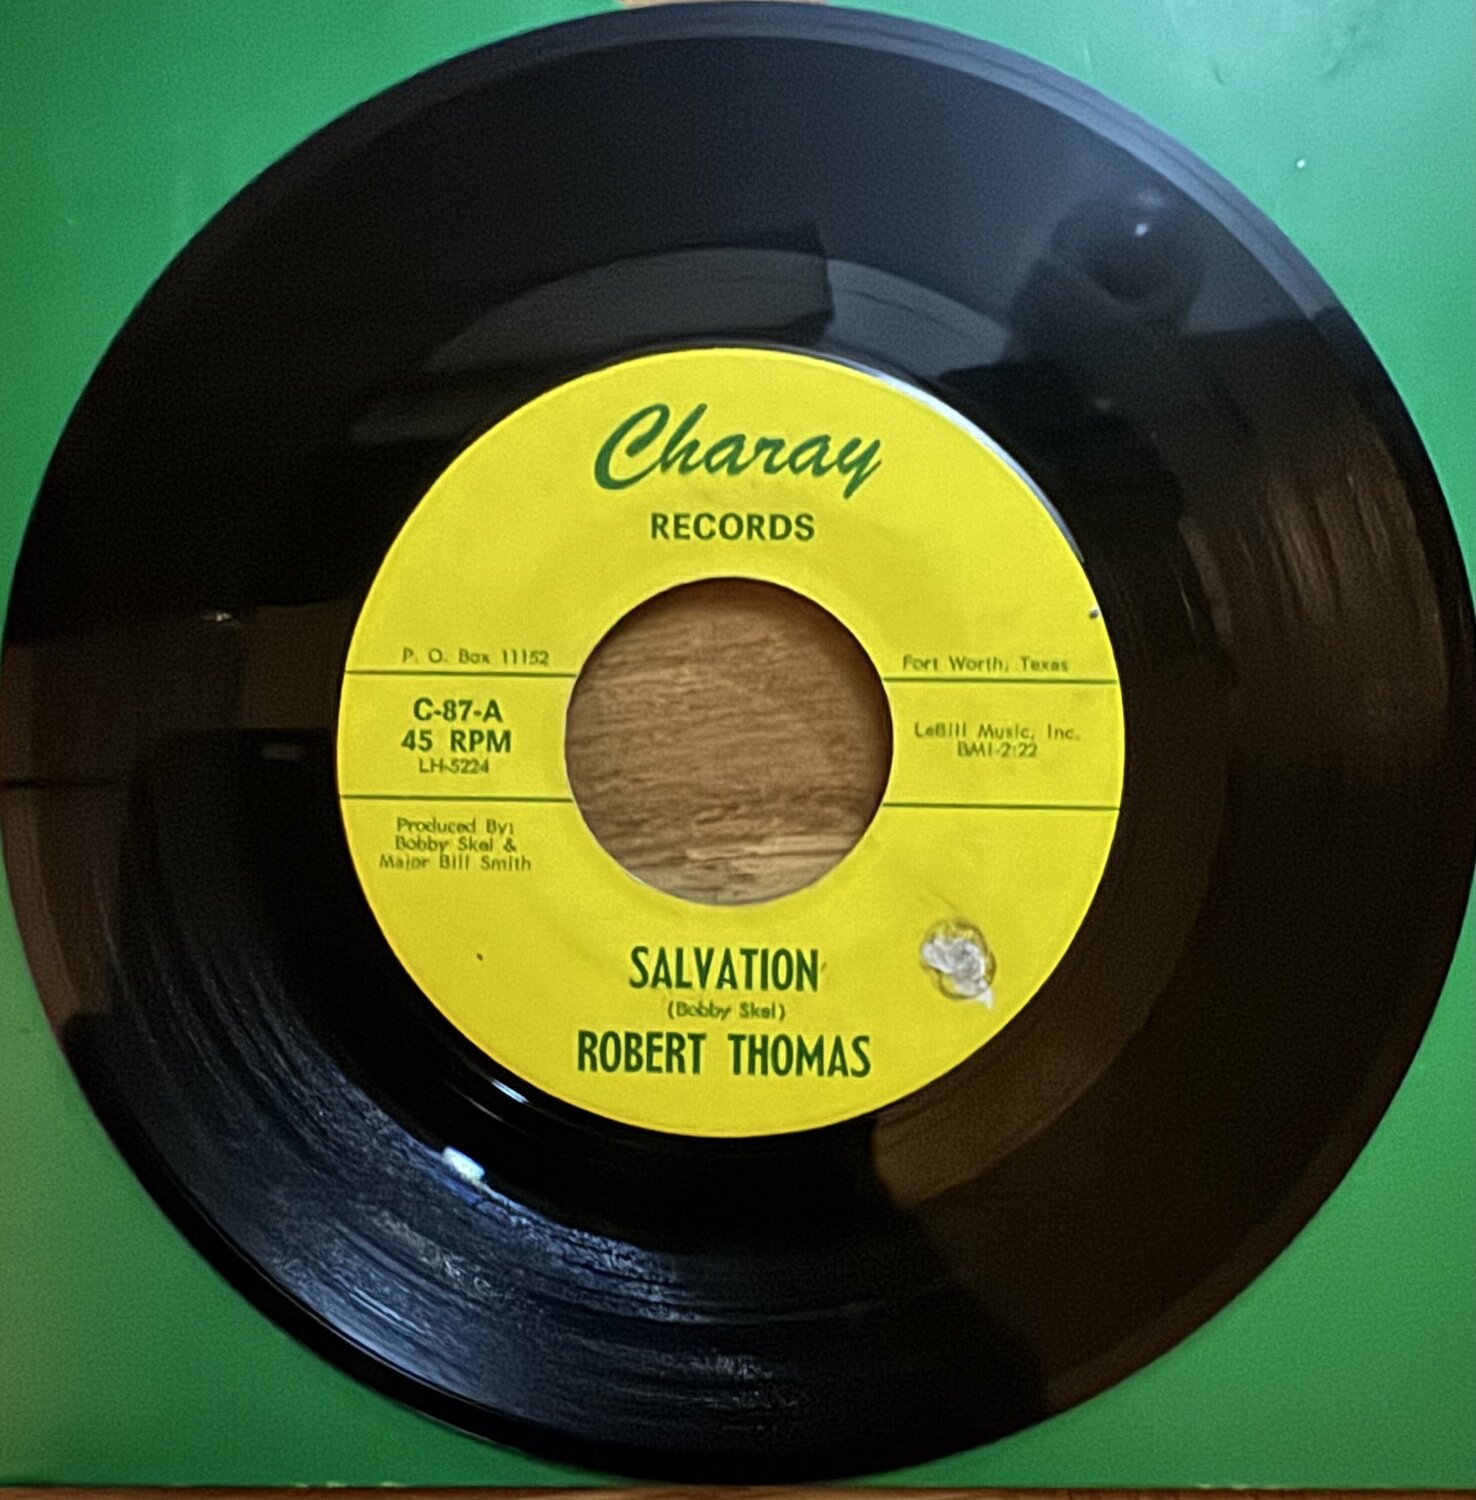 Charay
RECORDS
P. O. Box 11152
Fort Worth, Texas
C-87-A
45 RPM
LH-5224
LeBill Music, Inc.
BMI-2:22
Produced By:
Bobby Skel &
Major Bill Smith
SALVATION
(Bobby Skel)
ROBERT THOMAS